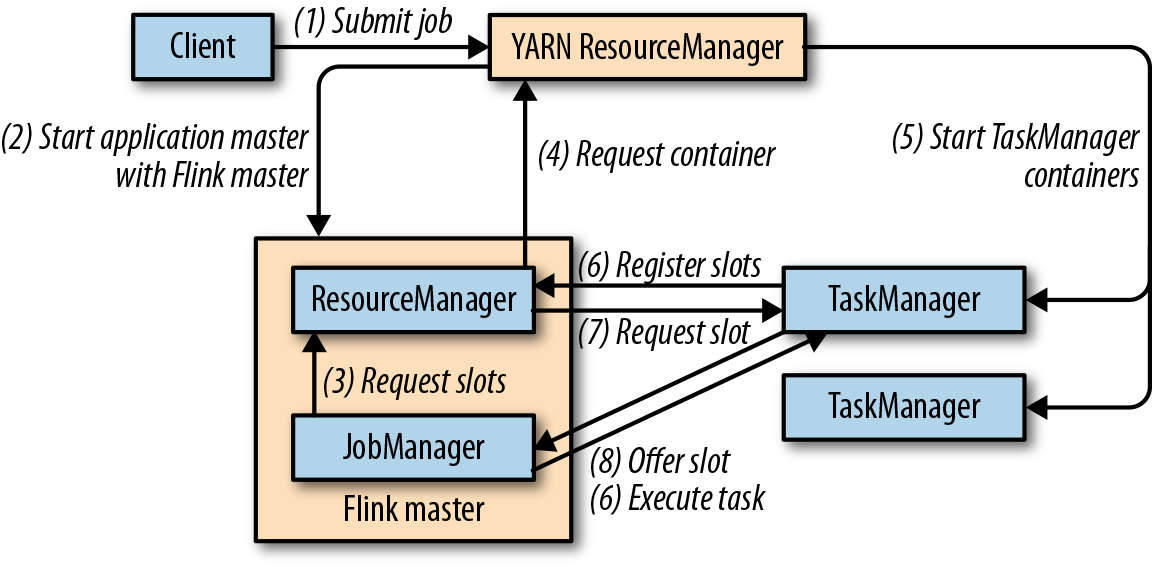 (1) Submit job
Client
YARN ResourceManager
(2) Start application master
with Flink master
(4) Request container
(5) Start TaskManager
containers
(6) Register slots
ResourceManager
TaskManager
(7) Request slot
(3) Request slots
TaskManager
JobManager
(8) Offer slot
(6) Execute task
Flink master